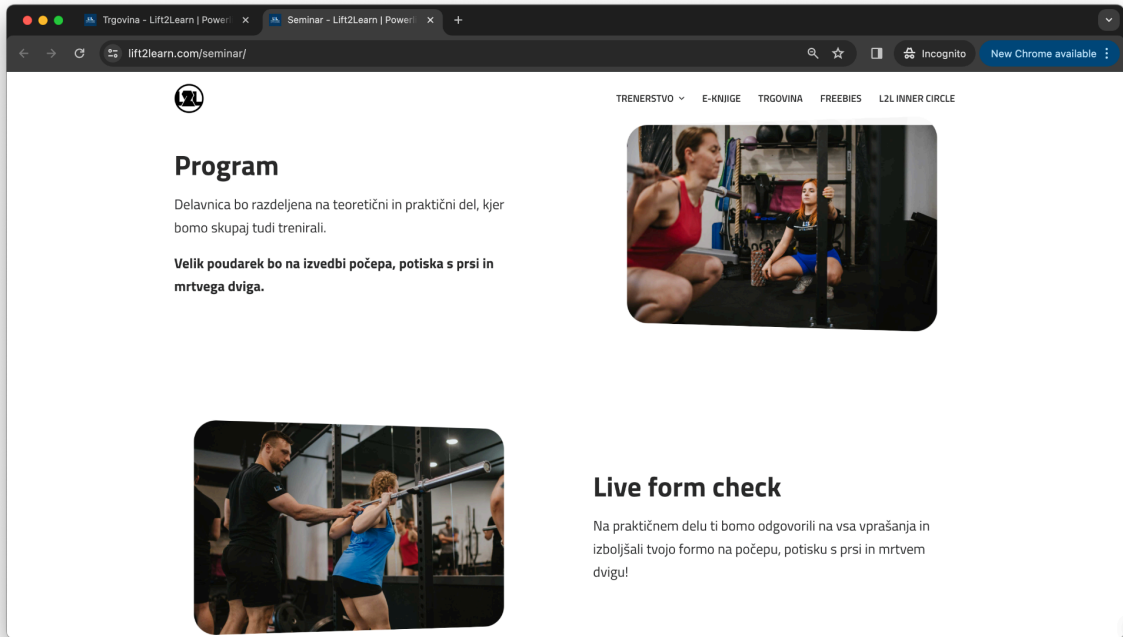 Trgovina - Lift2Learn | Powerl
Seminar - Lift2Learn | Powerli
lift2learn.com/seminar/
Incognito
New Chrome available
L2L
TRENERSTVO
E-KNJIGE
TRGOVINA
FREEBIES
L2L INNER CIRCLE
Program
Delavnica bo razdeljena na teoretični in praktični del, kjer
bomo skupaj tudi trenirali.
Velik poudarek bo na izvedbi počepa, potiska s prsi in
mrtvega dviga.
Live form check
Na praktičnem delu ti bomo odgovorili na vsa vprašanja in
izboljšali tvojo formo na počepu, potisku s prsi in mrtvem
dvigu!